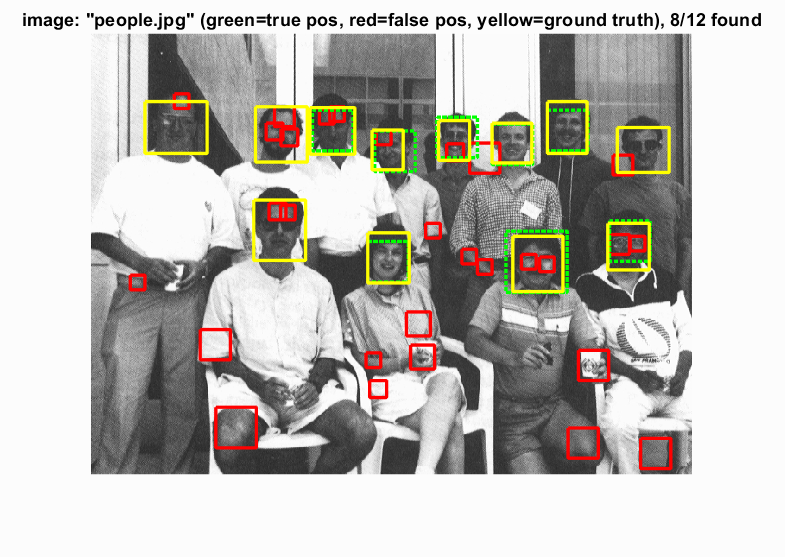 image: "people.jpg" (green=true pos, red=false pos, yellow=ground truth), 8/12 found